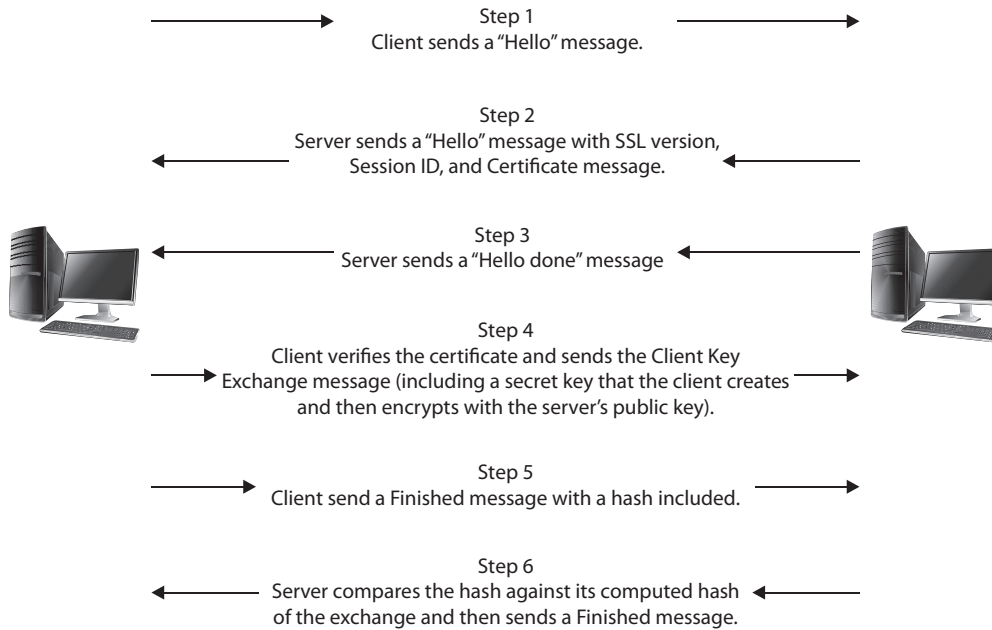 Step 1
Client sends a “Hello” message.
Step 2
Server sends a “Hello” message with SSL version,
Session ID, and Certificate message.
Step 3
Server sends a “Hello done” message
Step 4
Client verifies the certificate and sends the Client Key
Exchange message (including a secret key that the client creates
and then encrypts with the server’s public key).
Step 5
Client send a Finished message with a hash included.
Step 6
Server compares the hash against its computed hash
of the exchange and then sends a Finished message.